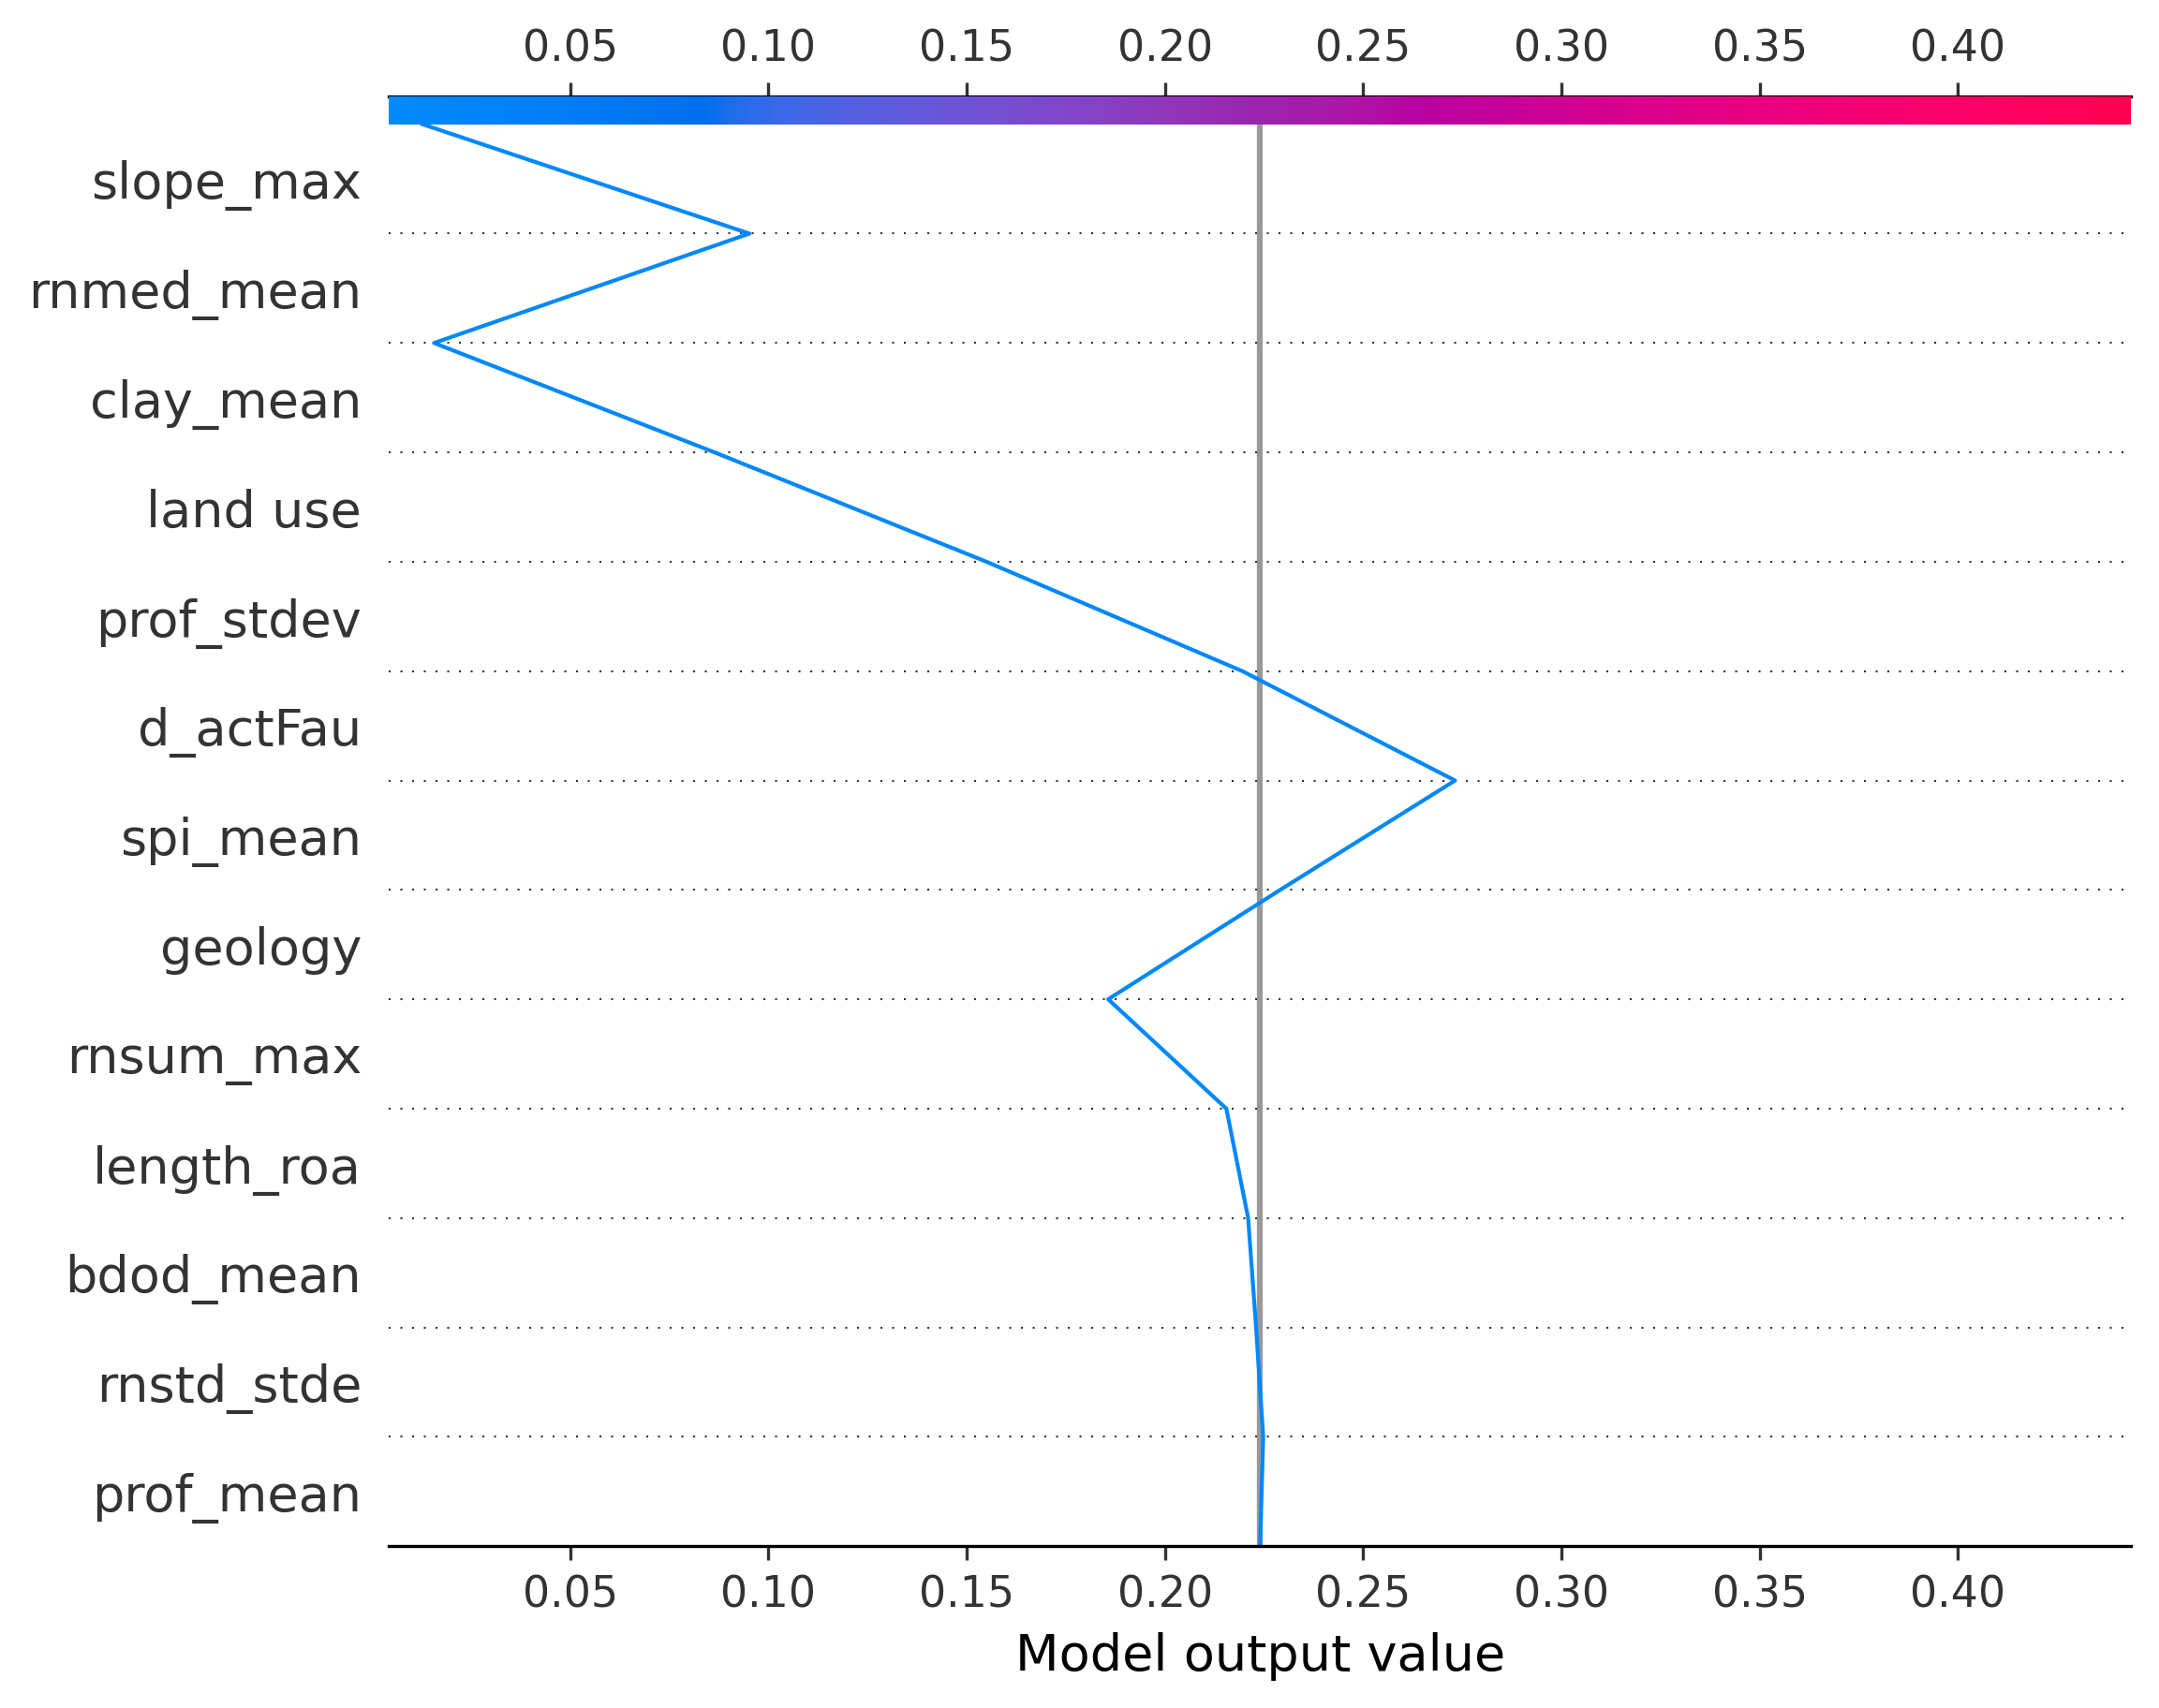 0.05 0.10 0.15 0.20 0.25 0.30 0.35 0.40
slope_max
rnmed_mean
clay_mean
land use
prof_stdev
d_actFau
spi_mean
geology
rnsum_max
length_roa
bdod_mean
rnstd_stde
prof_mean
0.05 0.10 0.15 0.20 0.25 0.30 0.35 0.40
Model output value